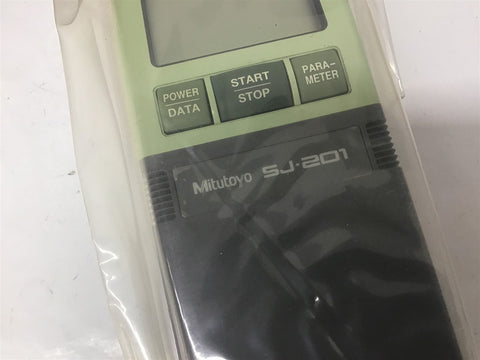 POWER
DATA
START
STOP
PARA-
METER
Mitutoyo SJ-201